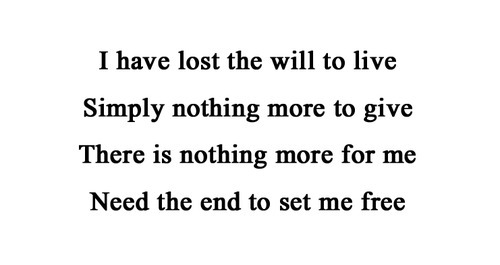 I have lost the will to live
Simply nothing more to give
There is nothing more for me
Need the end to set me free